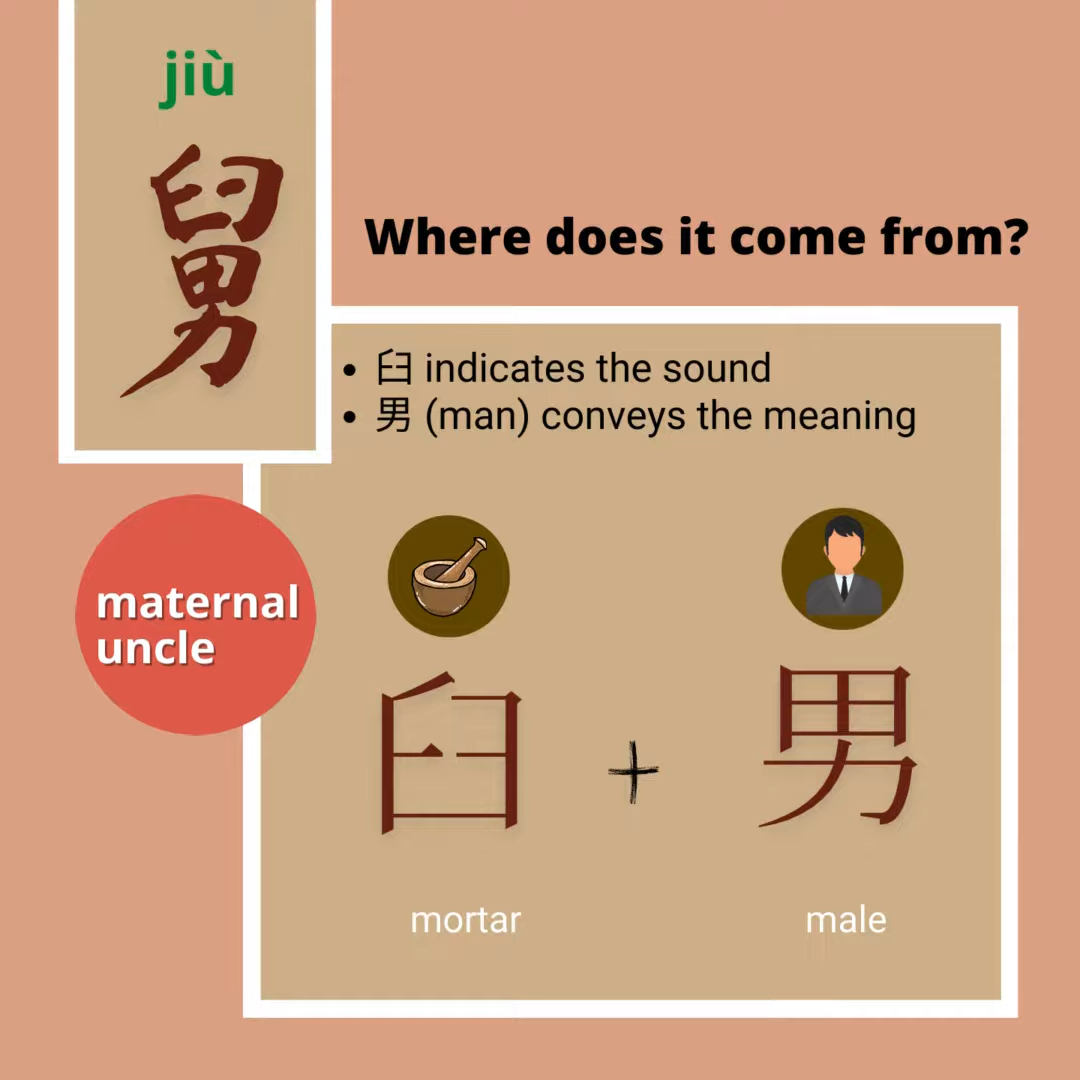 jiù
舅
Where does it come from?
• 臼 indicates the sound
• 男 (man) conveys the meaning
maternal
uncle
臼 + 男
mortar male